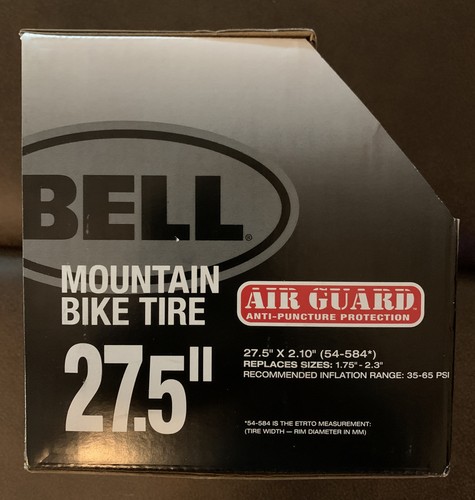 BELL®
MOUNTAIN
BIKE TIRE
27.5"
AIR GUARD
ANTI-PUNCTURE PROTECTION
27.5" X 2.10" (54-584*)
REPLACES SIZES: 1.75" - 2.3"
RECOMMENDED INFLATION RANGE: 35-65 PSI
*54-584 IS THE ETRTO MEASUREMENT:
(TIRE WIDTH — RIM DIAMETER IN MM)